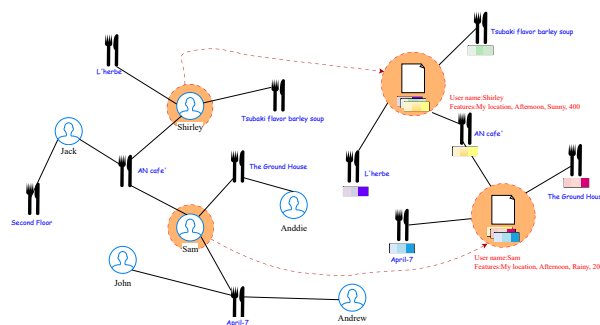 L'herbe
Shirley
Tsubaki flavor barley soup
Jack
AN cafe`
The Ground House
Second Floor
Sam
Anddie
John
April-7
Andrew
Tsubaki flavor barley soup
User name:Shirley
Features:My location, Afternoon, Sunny, 400
AN cafe`
L'herbe
The Ground Hous
April-7
User name:Sam
Features:My location, Afternoon, Rainy, 20